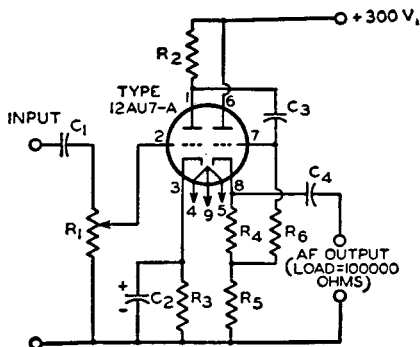 +300 V.
R2
TYPE
12AU7-A
1
6
C3
INPUT
C1
2
7
C4
3
4
9
5
8
R1
R4
R6
AF OUTPUT
(LOAD=100000
OHMS)
+
-
C2
R3
R5